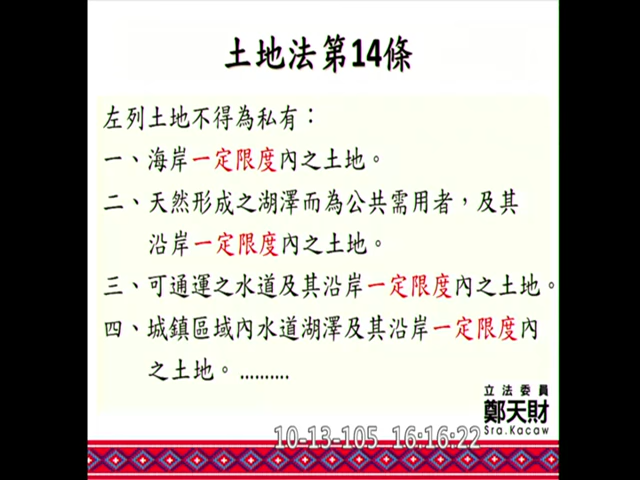 土地法第14條
左列土地不得為私有：
一、海岸一定限度內之土地。
二、天然形成之湖澤而為公共需用者，及其
沿岸一定限度內之土地。
三、可通運之水道及其沿岸一定限度內之土地。
四、城鎮區域內水道湖澤及其沿岸一定限度內
之土地。..........
立法委員
鄭天財
Sra.Kacaw
10-13-105 16:16:22